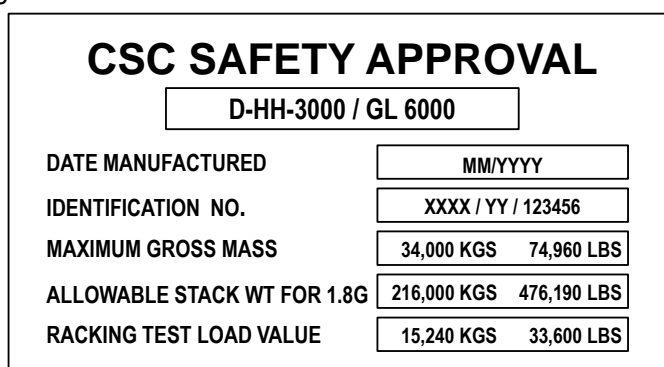 CSC SAFETY APPROVAL
D-HH-3000 / GL 6000
DATE MANUFACTURED MM/YYYY
IDENTIFICATION NO. XXXX / YY / 123456
MAXIMUM GROSS MASS 34,000 KGS 74,960 LBS
ALLOWABLE STACK WT FOR 1.8G 216,000 KGS 476,190 LBS
RACKING TEST LOAD VALUE 15,240 KGS 33,600 LBS